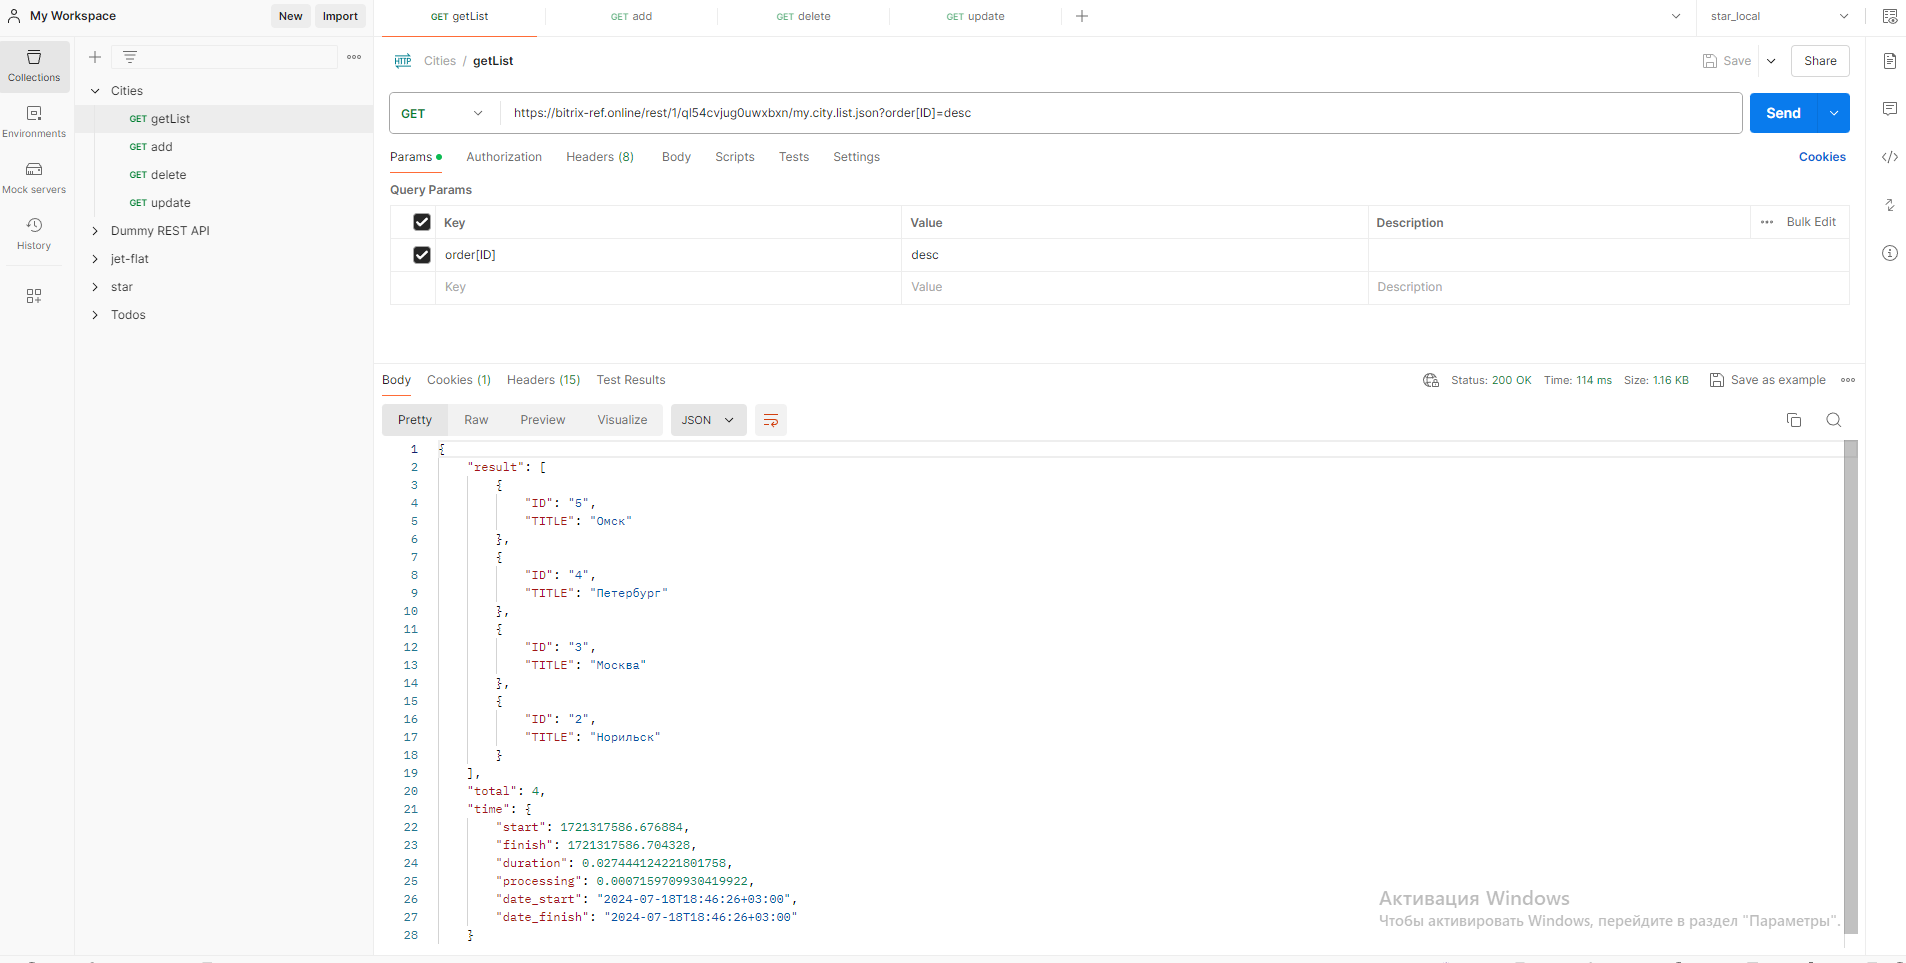 My Workspace
New
Import
GET getList
GET add
GET delete
GET update
star_local
Collections
Environments
Mock servers
History
Cities
GET getList
GET add
GET delete
GET update
Dummy REST API
jet-flat
star
Todos
HTTP
Cities / getList
Save
Share
GET
https://bitrix-ref.online/rest/1/ql54cvjug0uwxbxn/my.city.list.json?order[ID]=desc
Send
Params
Authorization
Headers (8)
Body
Scripts
Tests
Settings
Cookies
Query Params
Key
Value
Description
Bulk Edit
order[ID]
desc
Key
Value
Description
Body
Cookies (1)
Headers (15)
Test Results
Status: 200 OK
Time: 114 ms
Size: 1.16 KB
Save as example
Pretty
Raw
Preview
Visualize
JSON
1 {
2 "result": [
3 {
4 "ID": "5",
5 "TITLE": "Омск"
6 },
7 {
8 "ID": "4",
9 "TITLE": "Петербург"
10 },
11 {
12 "ID": "3",
13 "TITLE": "Москва"
14 },
15 {
16 "ID": "2",
17 "TITLE": "Норильск"
18 }
19 ],
20 "total": 4,
21 "time": {
22 "start": 1721317586.676884,
23 "finish": 1721317586.704328,
24 "duration": 0.027444124221801758,
25 "processing": 0.0007159709930419922,
26 "date_start": "2024-07-18T18:46:26+03:00",
27 "date_finish": "2024-07-18T18:46:26+03:00"
28 }
Активация Windows
Чтобы активировать Windows, перейдите в раздел "Параметры".